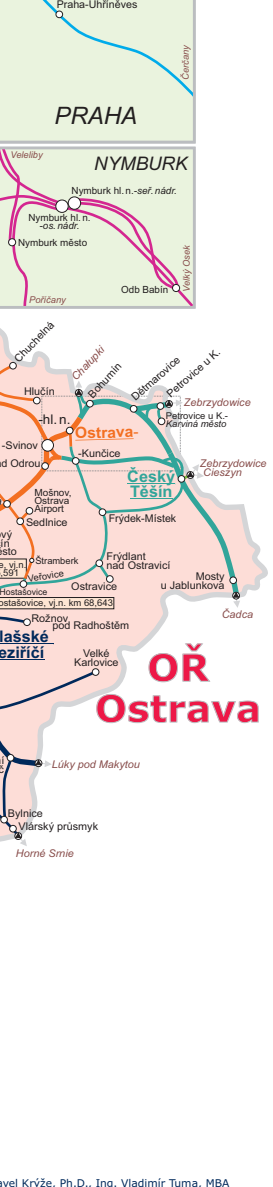 Praha-Uhříněves
Čerčany
PRAHA
Veleliby
NYMBURK
Nymburk hl. n.-seř. nádr.
Nymburk hl. n.
-os. nádr.
Nymburk město
Velký Osek
Odb Babín
Poříčany
Chuchelná
Chałupki
Bohumín
Dětmarovice
Petrovice u K.
Hlučín
Zebrzydowice
Petrovice u K.-
Karviná město
-hl. n.
Ostrava-
-Svinov
-Kunčice
Zebrzydowice
Cieszyn
Český
Těšín
Mošnov,
Ostrava
Airport
Sedlnice
Frýdek-Místek
Štramberk
Frýdlant
nad Ostravicí
Veřovice
Ostravice
Hostašovice
Hostašovice, vj.n. km 68,643
Mosty
u Jablunkova
Čadca
Rožnov
pod Radhoštěm
Velké
Karlovice
OŘ
Ostrava
Lúky pod Makytou
Bylnice
Vlárský průsmyk
Horné Srnie
Krýže, Ph.D., Ing. Vladimír Tuma, MBA